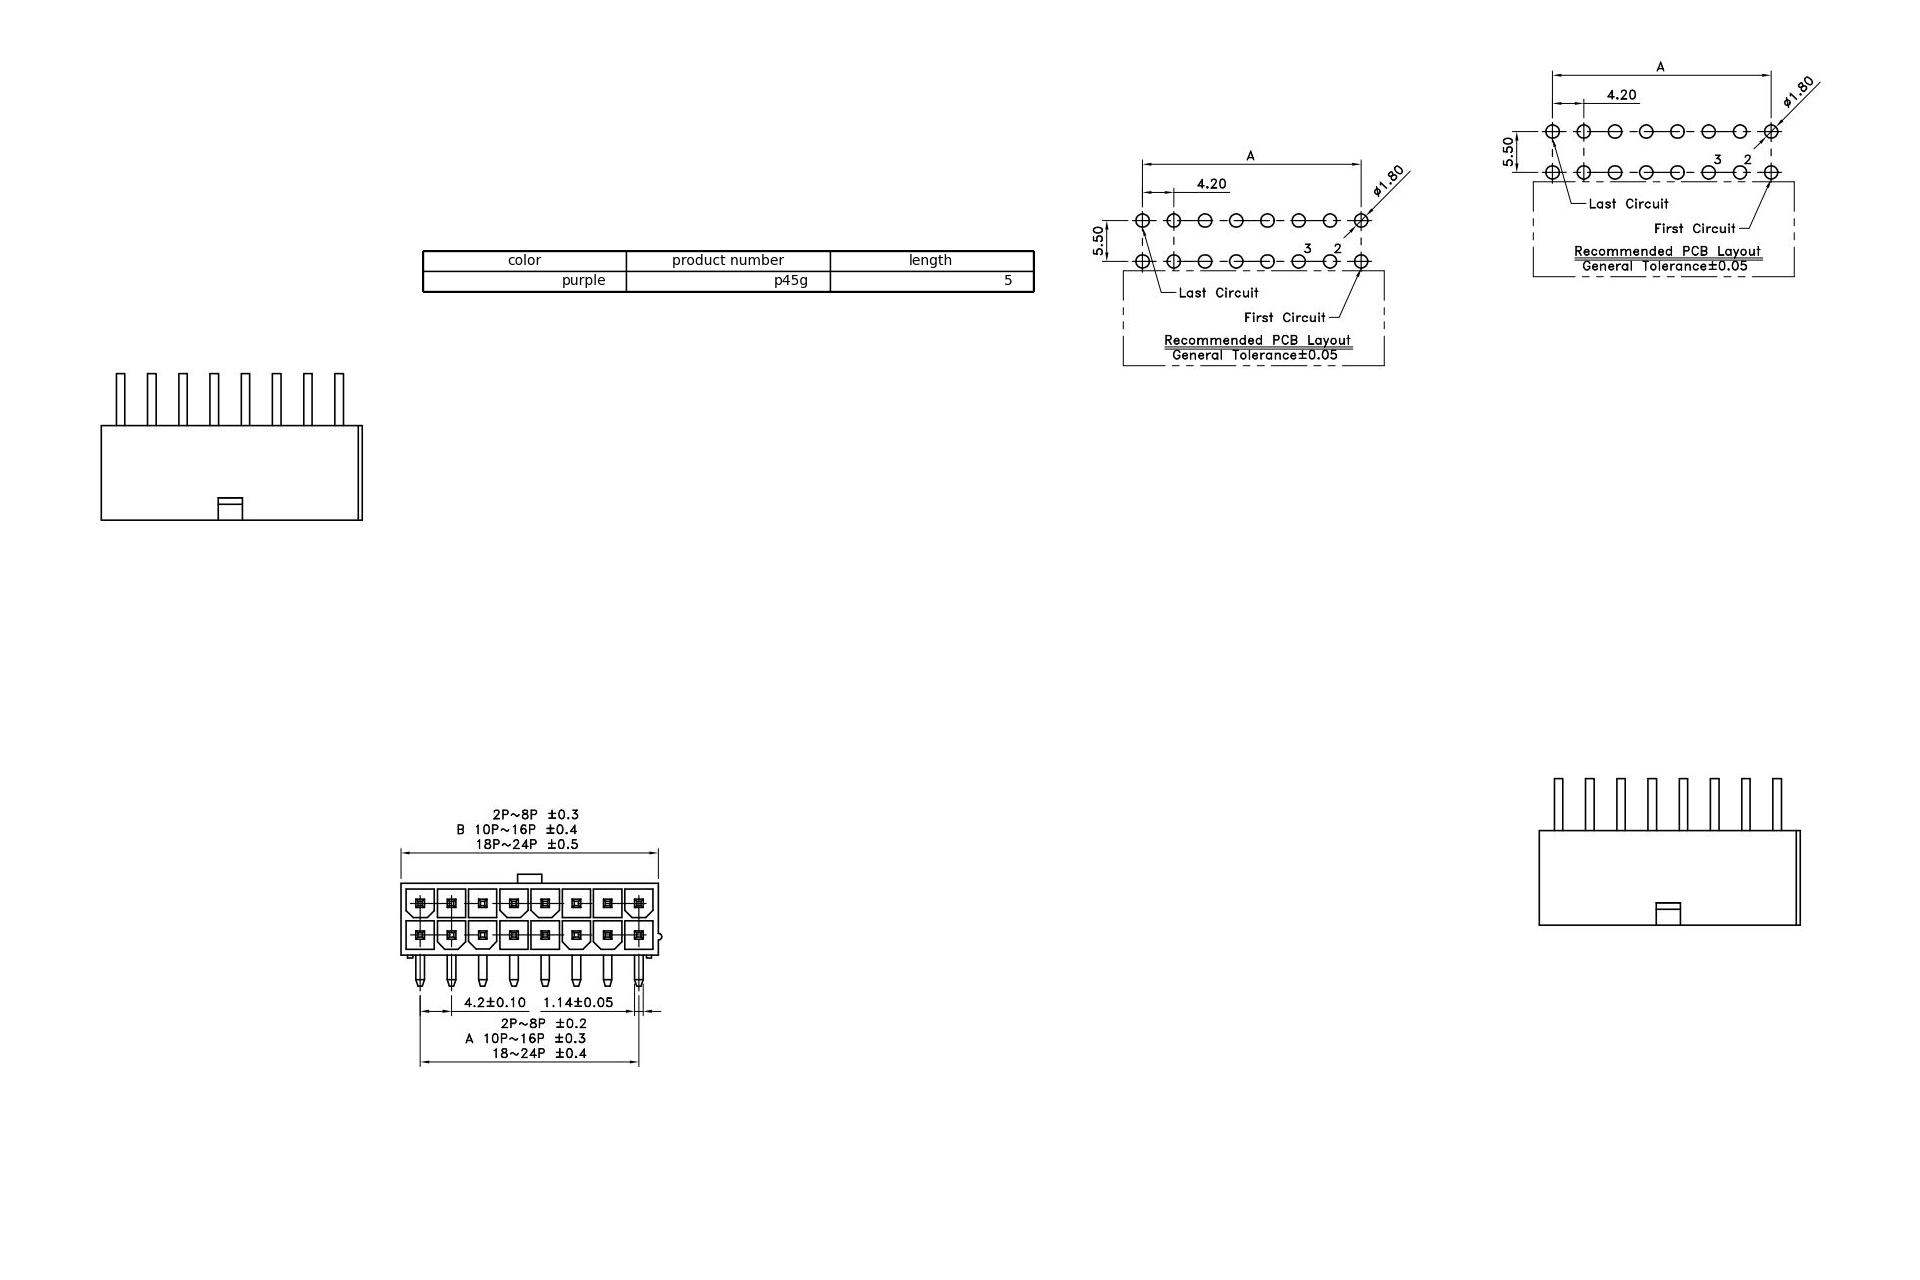 A
4.20
ø1.80
5.50
3 2
Last Circuit
First Circuit
Recommended PCB Layout
General Tolerance±0.05
A
4.20
ø1.80
5.50
3 2
Last Circuit
First Circuit
Recommended PCB Layout
General Tolerance±0.05
color product number length
purple p45g 5
2P~8P ±0.3
B 10P~16P ±0.4
18P~24P ±0.5
4.2±0.10 1.14±0.05
2P~8P ±0.2
A 10P~16P ±0.3
18~24P ±0.4